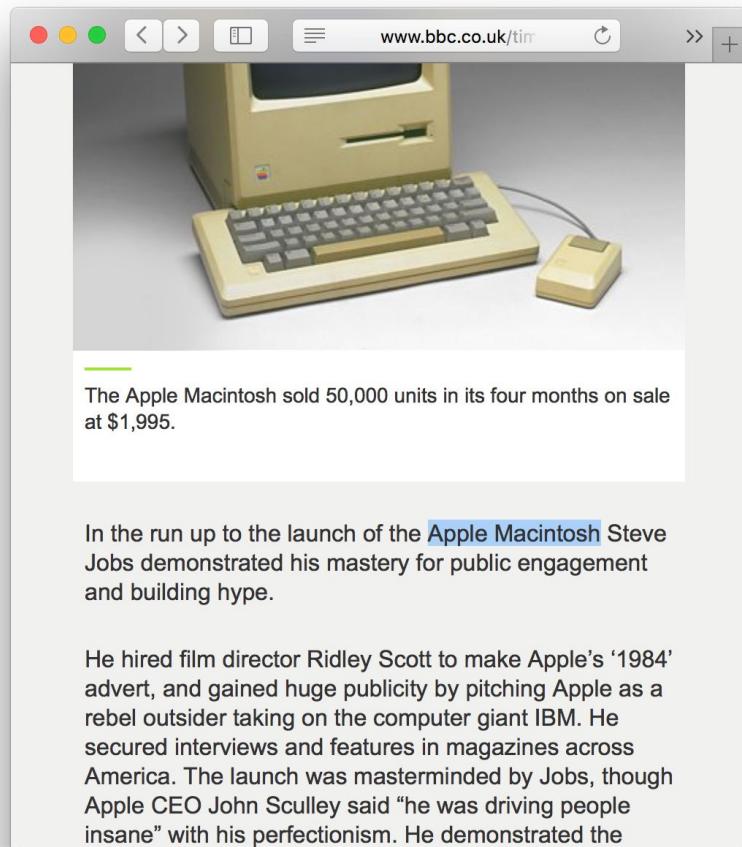 www.bbc.co.uk/tim
The Apple Macintosh sold 50,000 units in its four months on sale
at $1,995.
In the run up to the launch of the Apple Macintosh Steve
Jobs demonstrated his mastery for public engagement
and building hype.
He hired film director Ridley Scott to make Apple’s ‘1984’
advert, and gained huge publicity by pitching Apple as a
rebel outsider taking on the computer giant IBM. He
secured interviews and features in magazines across
America. The launch was masterminded by Jobs, though
Apple CEO John Sculley said “he was driving people
insane” with his perfectionism. He demonstrated the